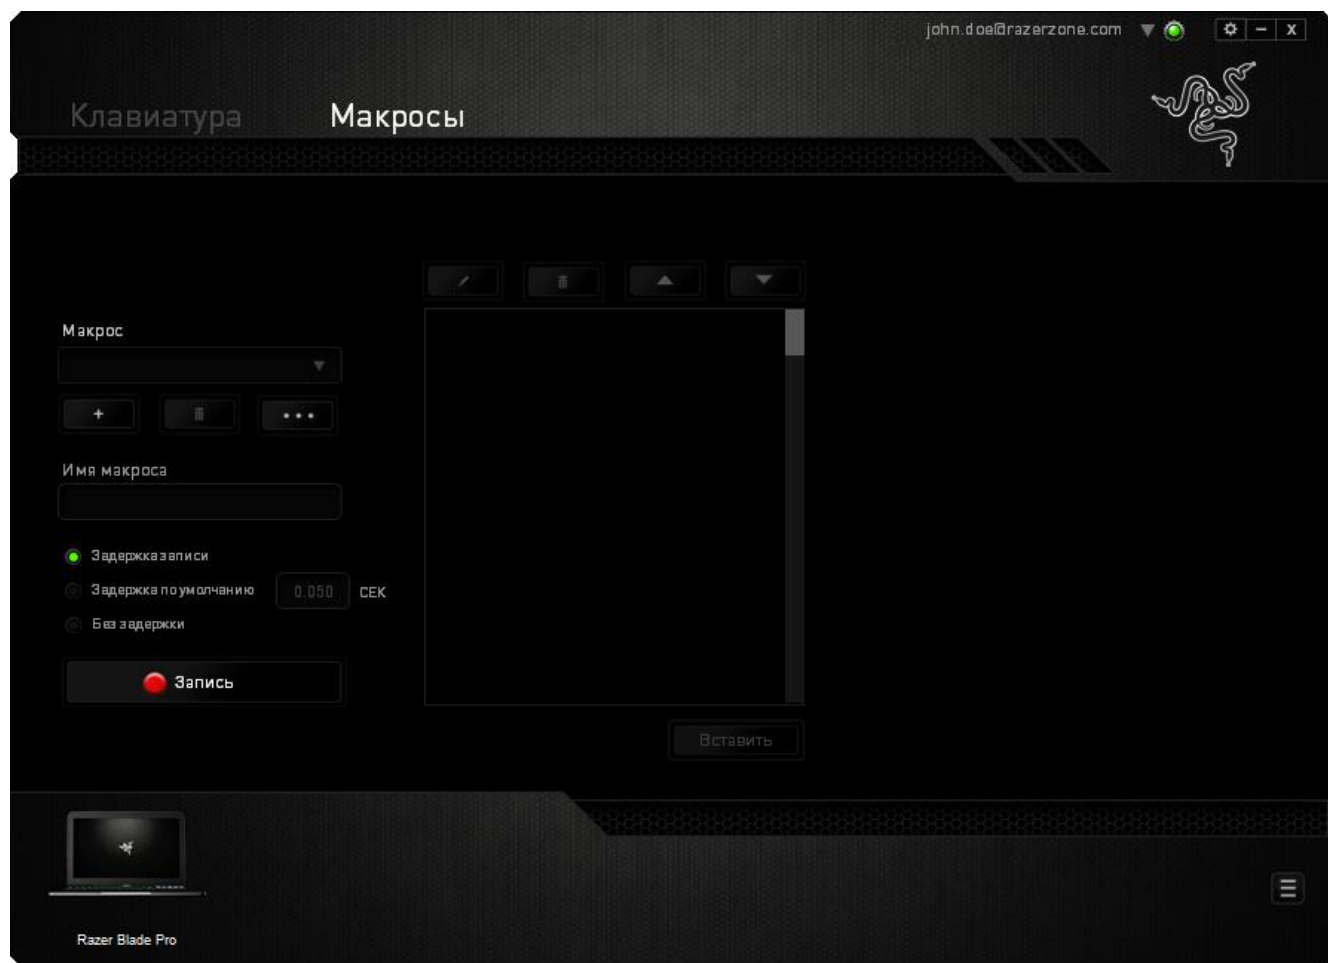 john.doe@razerzone.com
Клавиатура Макросы
Макрос
Имя макроса
Задержка записи
Задержка по умолчанию 0.050 СЕК
Без задержки
Запись
Вставить
Razer Blade Pro